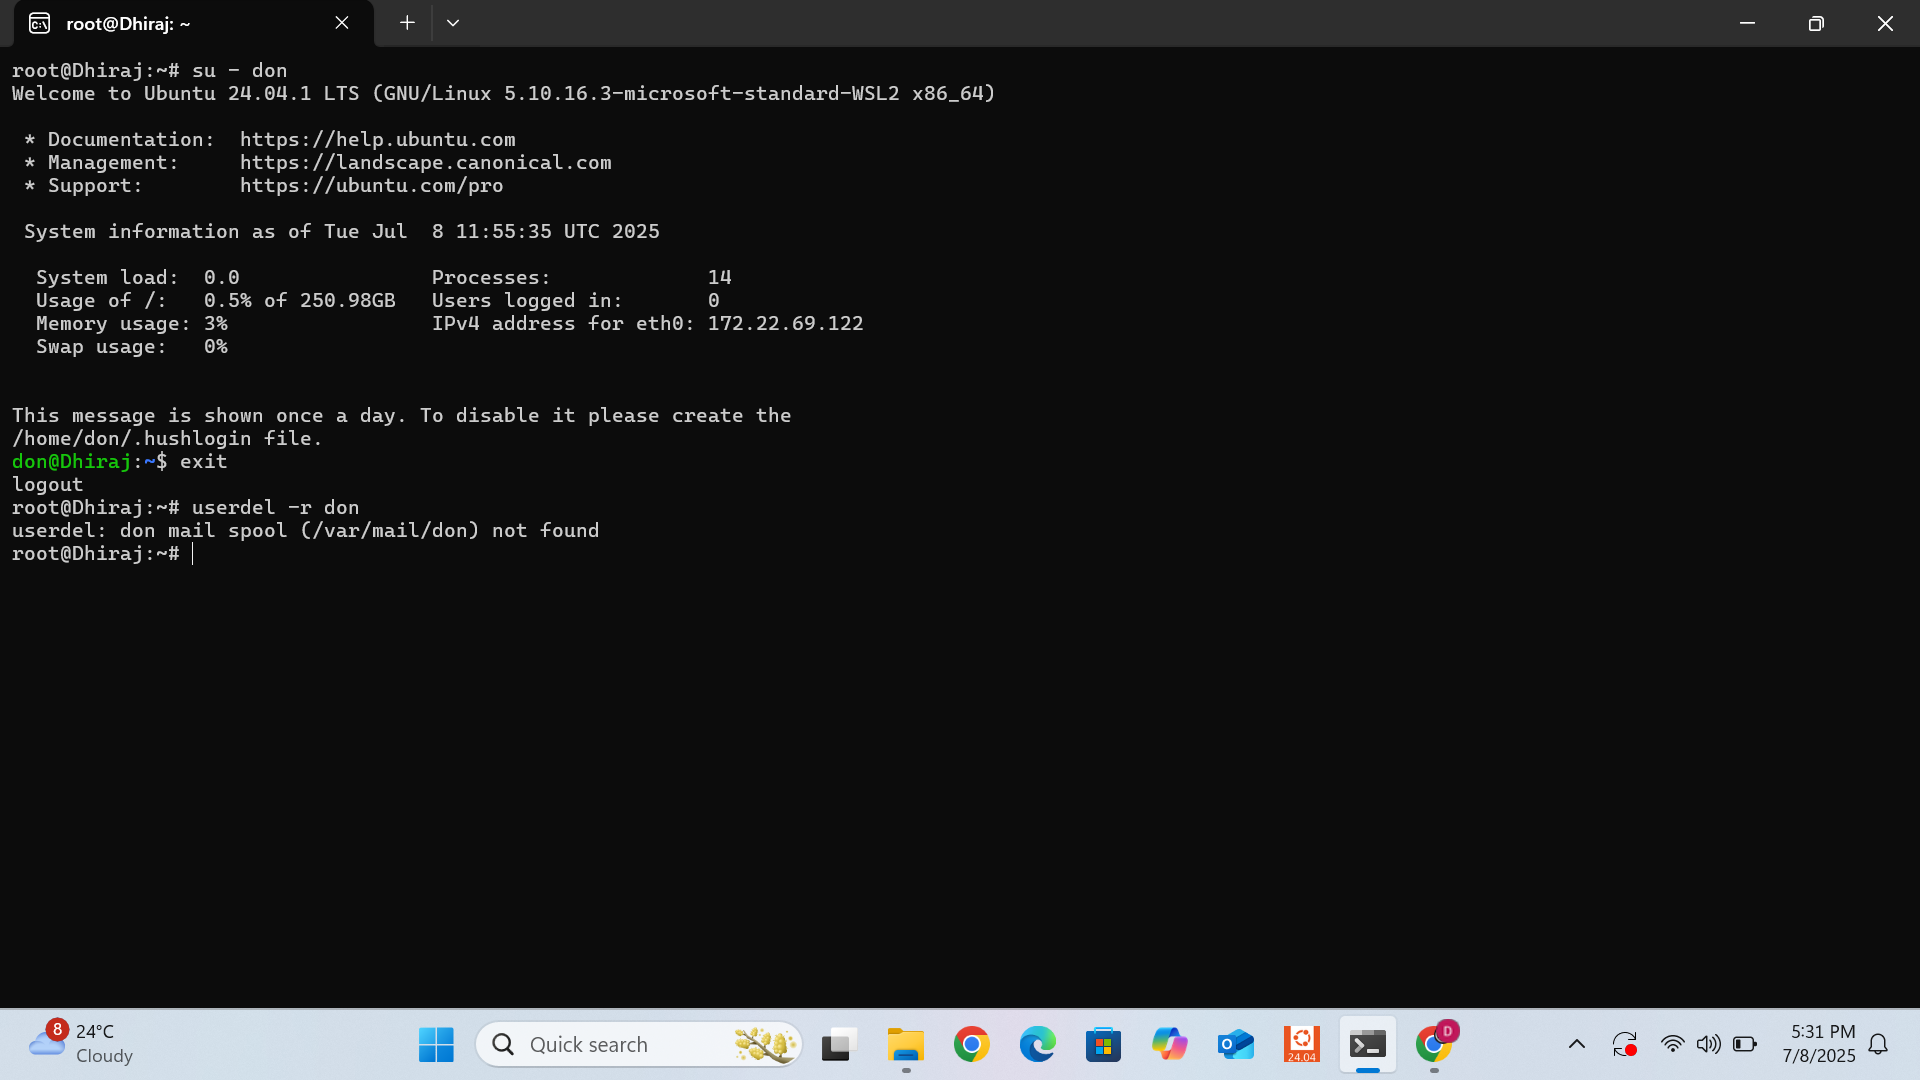 root@Dhiraj: ~
root@Dhiraj:~# su - don
Welcome to Ubuntu 24.04.1 LTS (GNU/Linux 5.10.16.3-microsoft-standard-WSL2 x86_64)
* Documentation:  https://help.ubuntu.com
* Management:     https://landscape.canonical.com
* Support:        https://ubuntu.com/pro
System information as of Tue Jul  8 11:55:35 UTC 2025
System load:  0.0                Processes:             14
Usage of /:   0.5% of 250.98GB   Users logged in:       0
Memory usage: 3%                 IPv4 address for eth0: 172.22.69.122
Swap usage:   0%
This message is shown once a day. To disable it please create the
/home/don/.hushlogin file.
don@Dhiraj:~$ exit
logout
root@Dhiraj:~# userdel -r don
userdel: don mail spool (/var/mail/don) not found
root@Dhiraj:~#
8
24°C
Cloudy
Quick search
24.04
D
5:31 PM
7/8/2025